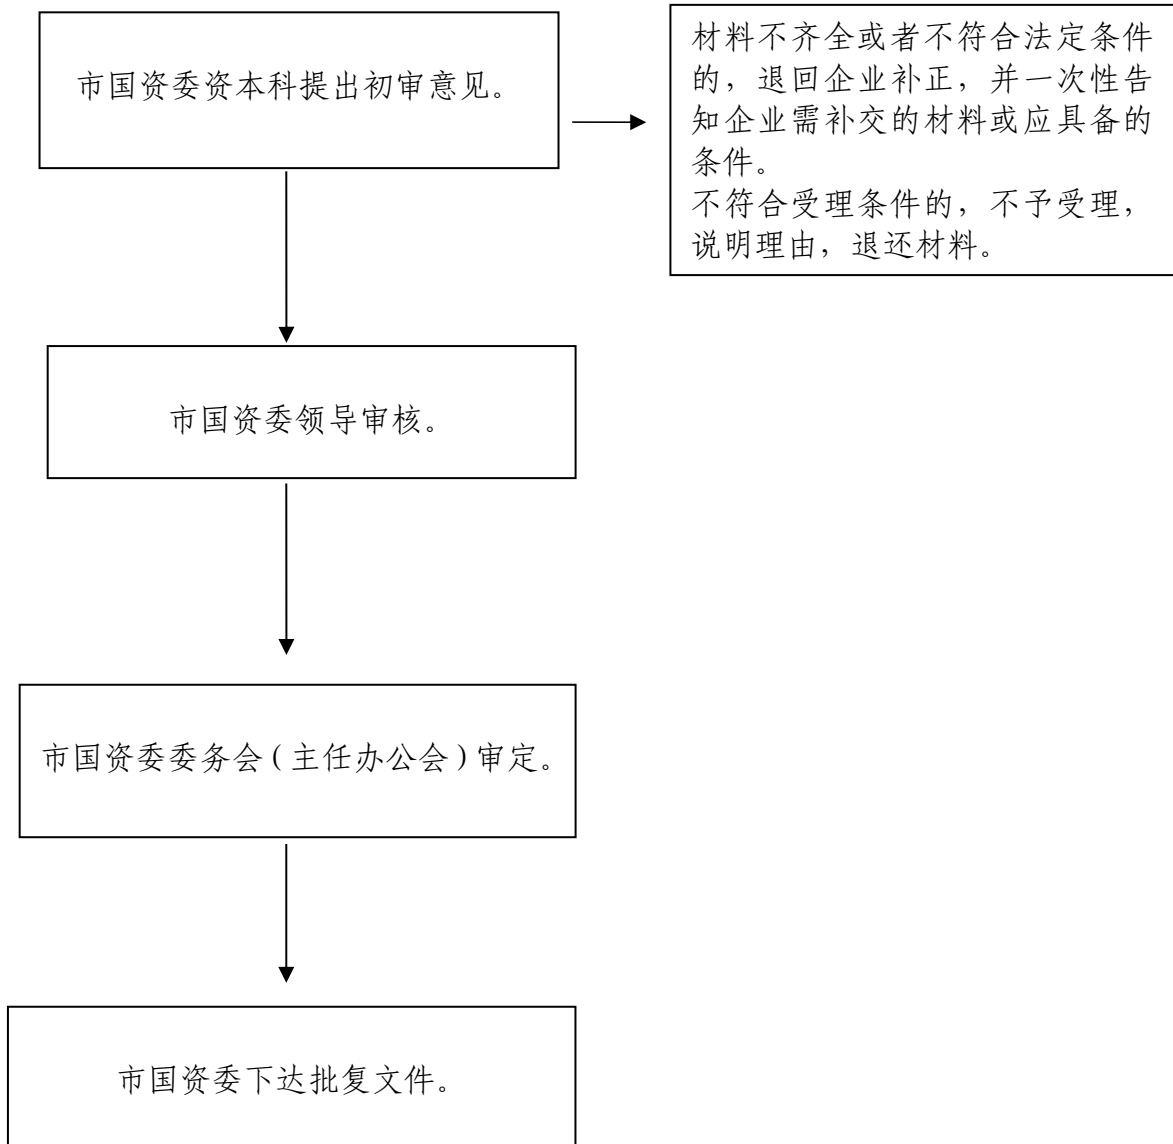 市国资委资本科提出初审意见。
材料不齐全或者不符合法定条件
的，退回企业补正，并一次性告
知企业需补交的材料或应具备的
条件。
不符合受理条件的，不予受理，
说明理由，退还材料。
市国资委领导审核。
市国资委委务会（主任办公会）审定。
市国资委下达批复文件。